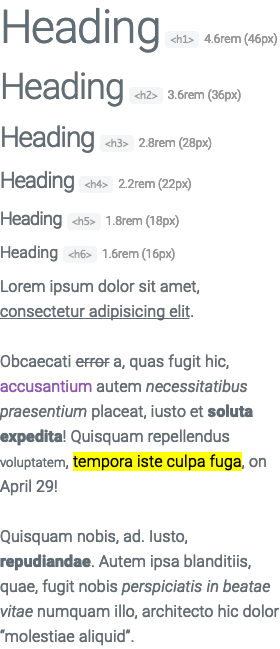 Heading <h1> 4.6rem (46px)
Heading <h2> 3.6rem (36px)
Heading <h3> 2.8rem (28px)
Heading <h4> 2.2rem (22px)
Heading <h5> 1.8rem (18px)
Heading <h6> 1.6rem (16px)
Lorem ipsum dolor sit amet,
consectetur adipisicing elit.
Obcaecati error a, quas fugit hic,
accusantium autem necessitatibus
praesentium placeat, iusto et soluta
expedita! Quisquam repellendus
voluptatem, tempora iste culpa fuga, on
April 29!
Quisquam nobis, ad. Iusto,
repudiandae. Autem ipsa blanditiis,
quae, fugit nobis perspiciatis in beatae
vitae numquam illo, architecto hic dolor
“molestiae aliquid”.